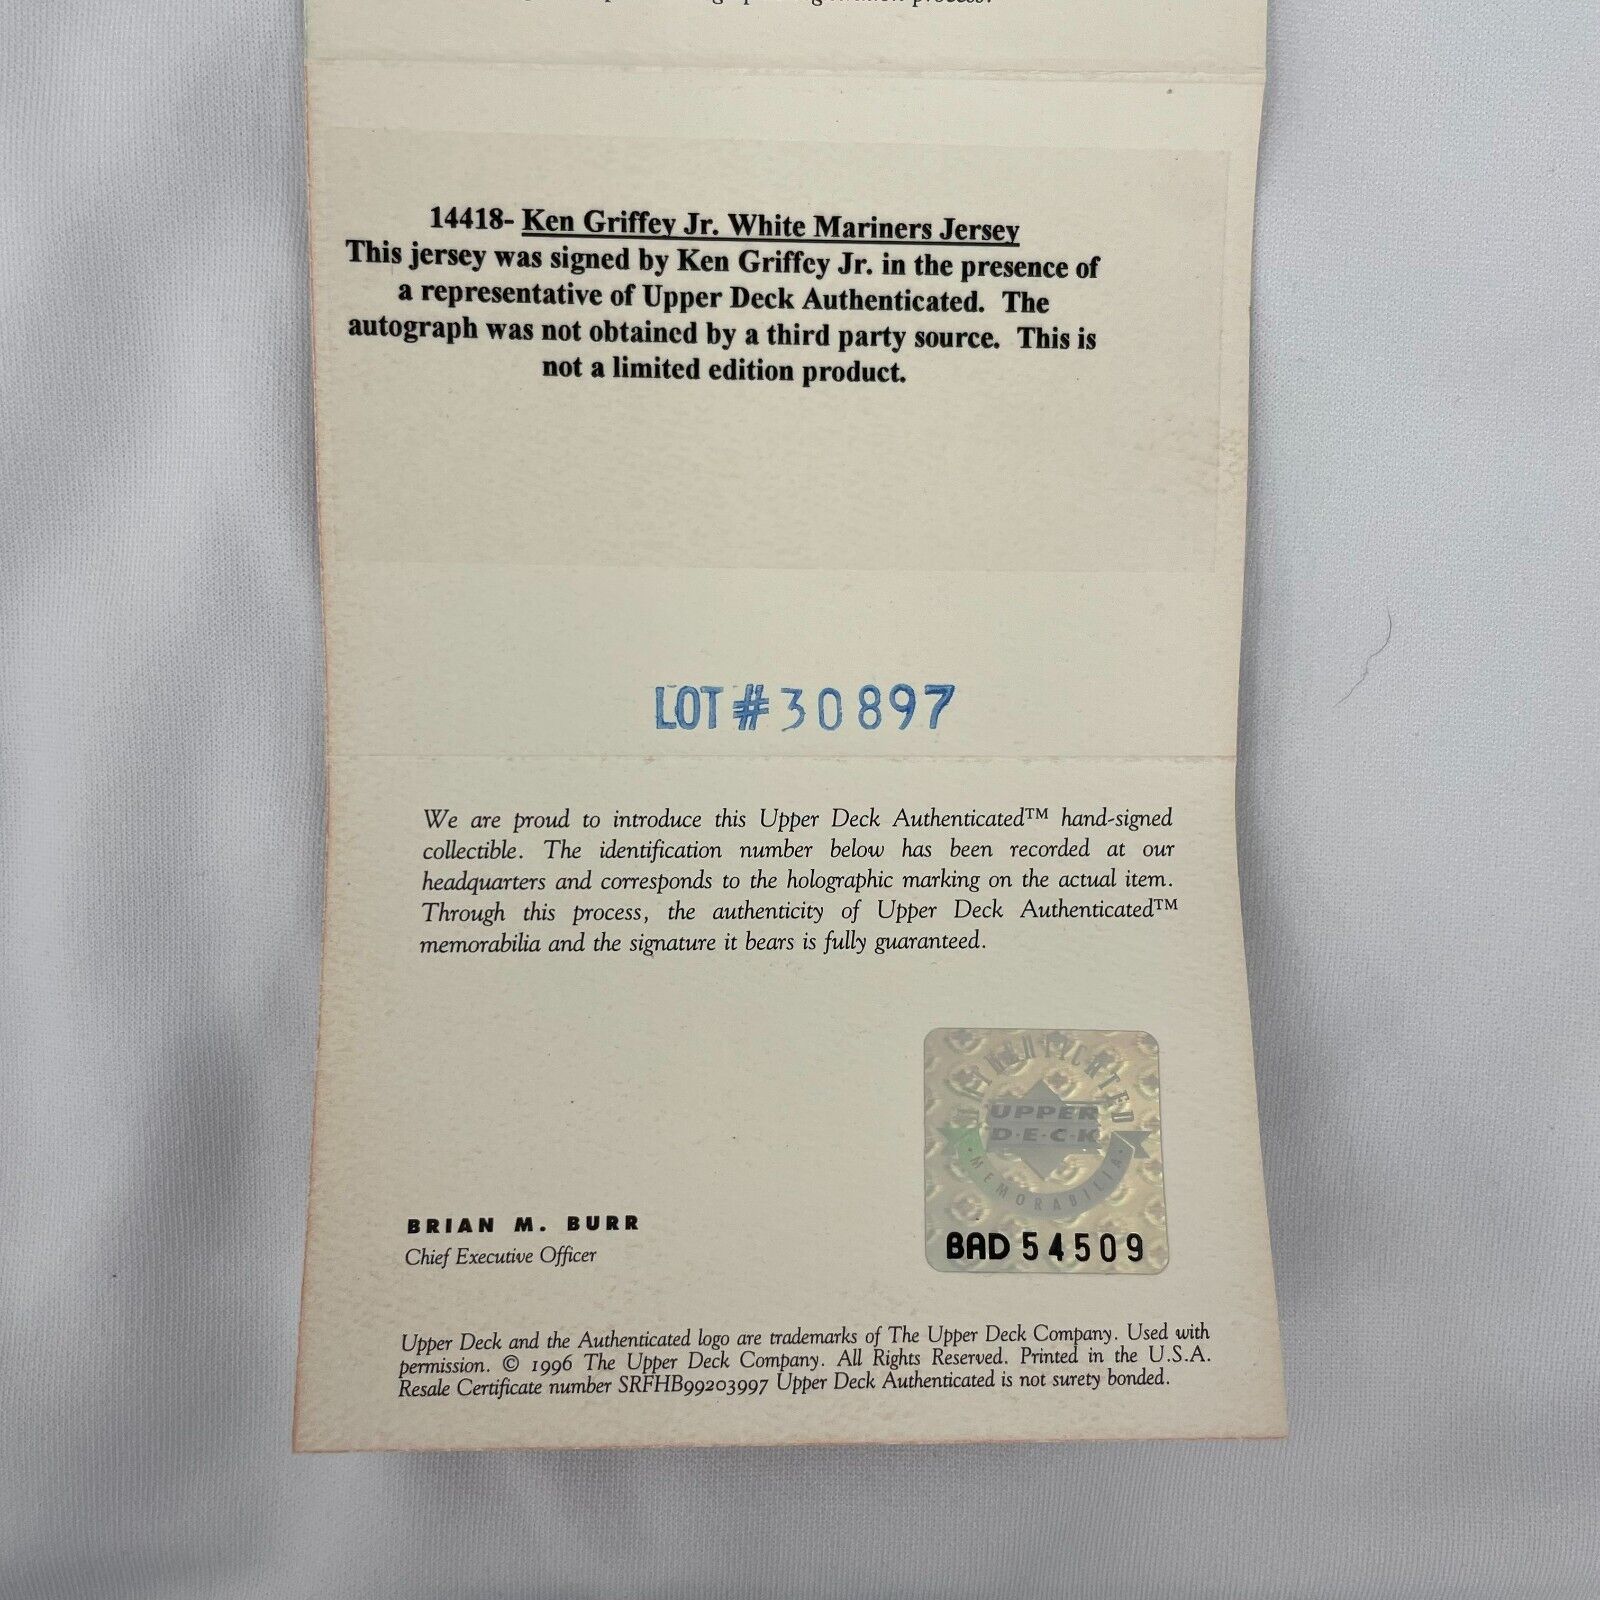 process.
14418- Ken Griffey Jr. White Mariners Jersey
This jersey was signed by Ken Griffey Jr. in the presence of
a representative of Upper Deck Authenticated. The
autograph was not obtained by a third party source. This is
not a limited edition product.
LOT # 30897
We are proud to introduce this Upper Deck Authenticated™ hand-signed
collectible. The identification number below has been recorded at our
headquarters and corresponds to the holographic marking on the actual item.
Through this process, the authenticity of Upper Deck Authenticated™
memorabilia and the signature it bears is fully guaranteed.
AUTHENTICATED
UPPER
D·E·C·K
·MEMORABILIA·
BAD 54509
BRIAN M. BURR
Chief Executive Officer
Upper Deck and the Authenticated logo are trademarks of The Upper Deck Company. Used with
permission. © 1996 The Upper Deck Company. All Rights Reserved. Printed in the U.S.A.
Resale Certificate number SRFHB99203997 Upper Deck Authenticated is not surety bonded.